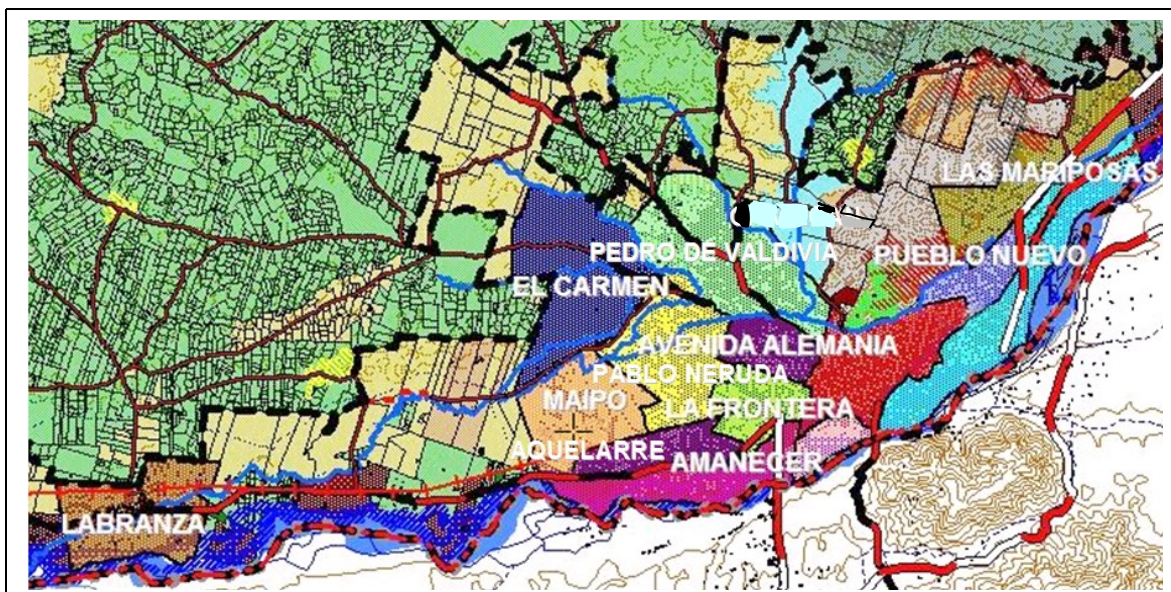 LAS MARIPOSAS
PEDRO DE VALDIVIA
PUEBLO NUEVO
EL CARMEN
AVENIDA ALEMANIA
PABLO NERUDA
MAIPO
LA FRONTERA
AQUELARRE
AMANECER
LABRANZA